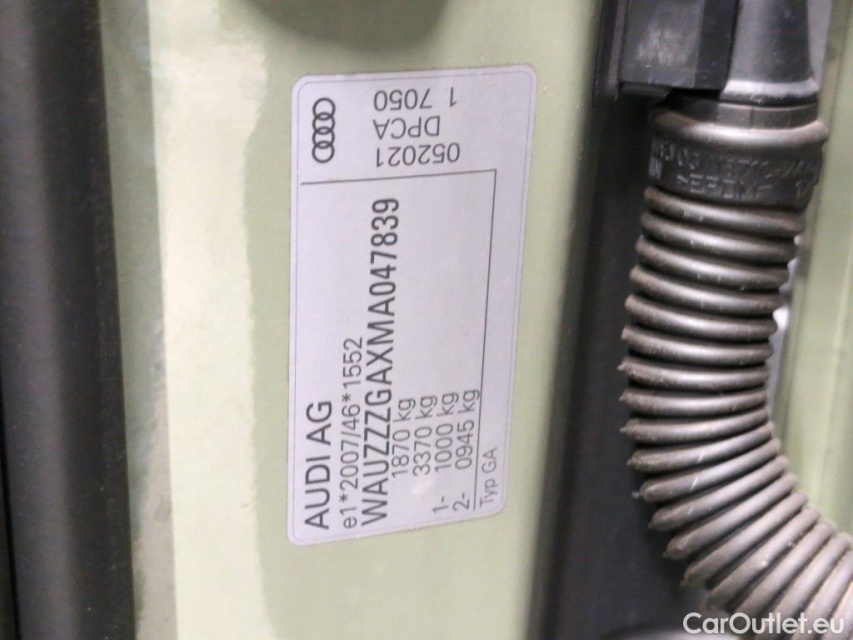 AUDI AG
e1*2007/46*1552
WAUZZZGAXMA047839
1870 kg
3370 kg
1- 1000 kg
2- 0945 kg
Typ GA
052021
DPCA
1 7050
CarOutlet.eu